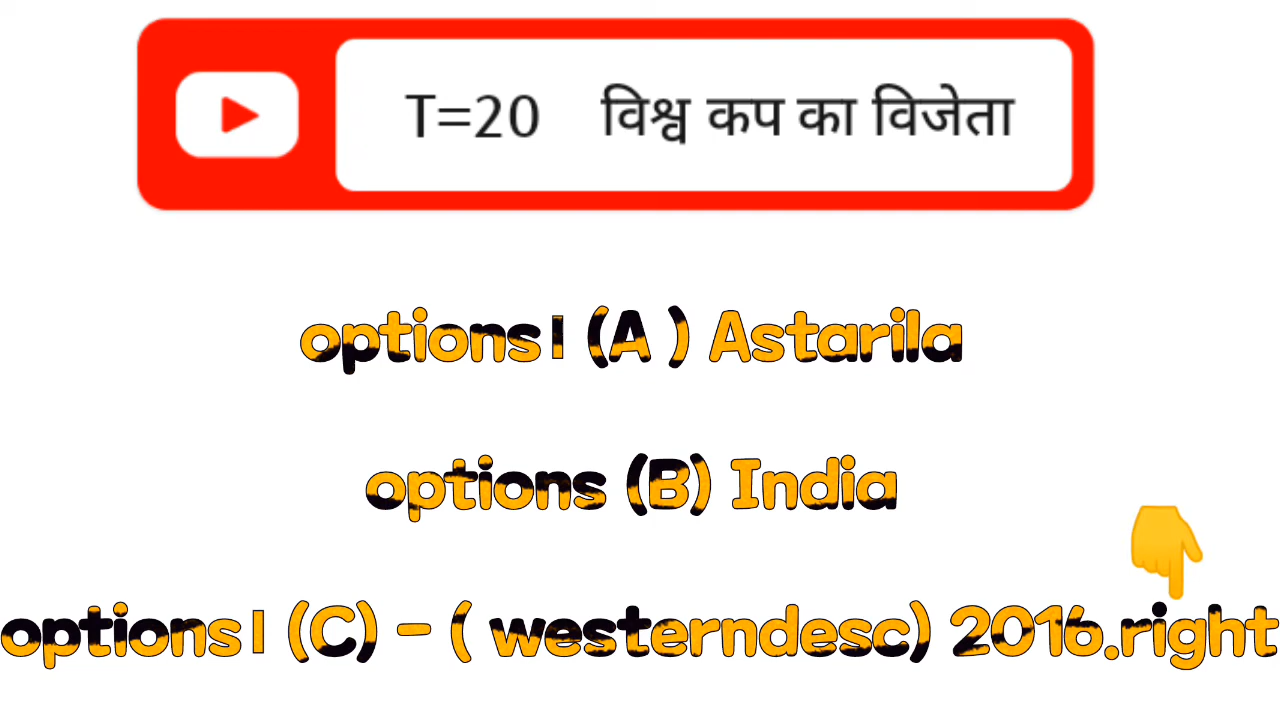 T=20 विश्व कप का विजेता
options। (A ) Astarila
options (B) India
options। (C) - ( westerndesc) 2016.right